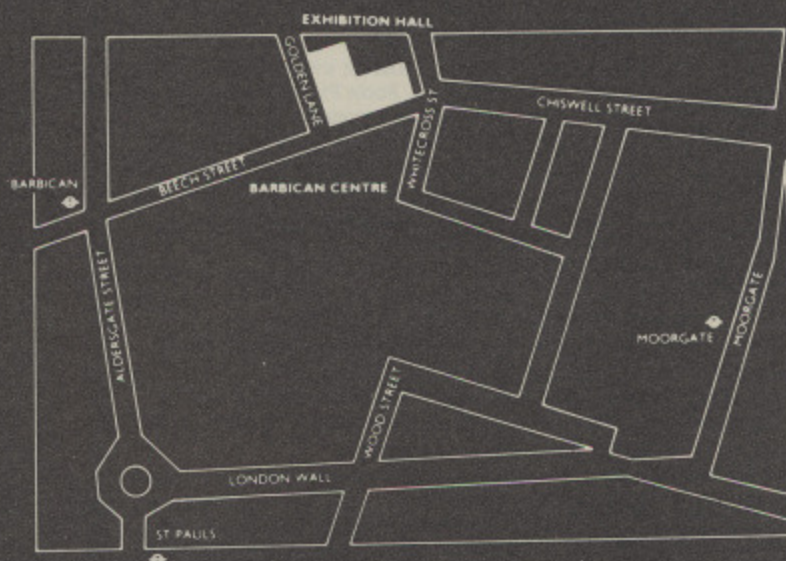 EXHIBITION HALL
GOLDEN LANE
CHISWELL STREET
WHITECROSS ST
BEECH STREET
BARBICAN
BARBICAN CENTRE
ALDERSGATE STREET
MOORGATE
MOORGATE
WOOD STREET
LONDON WALL
ST PAULS